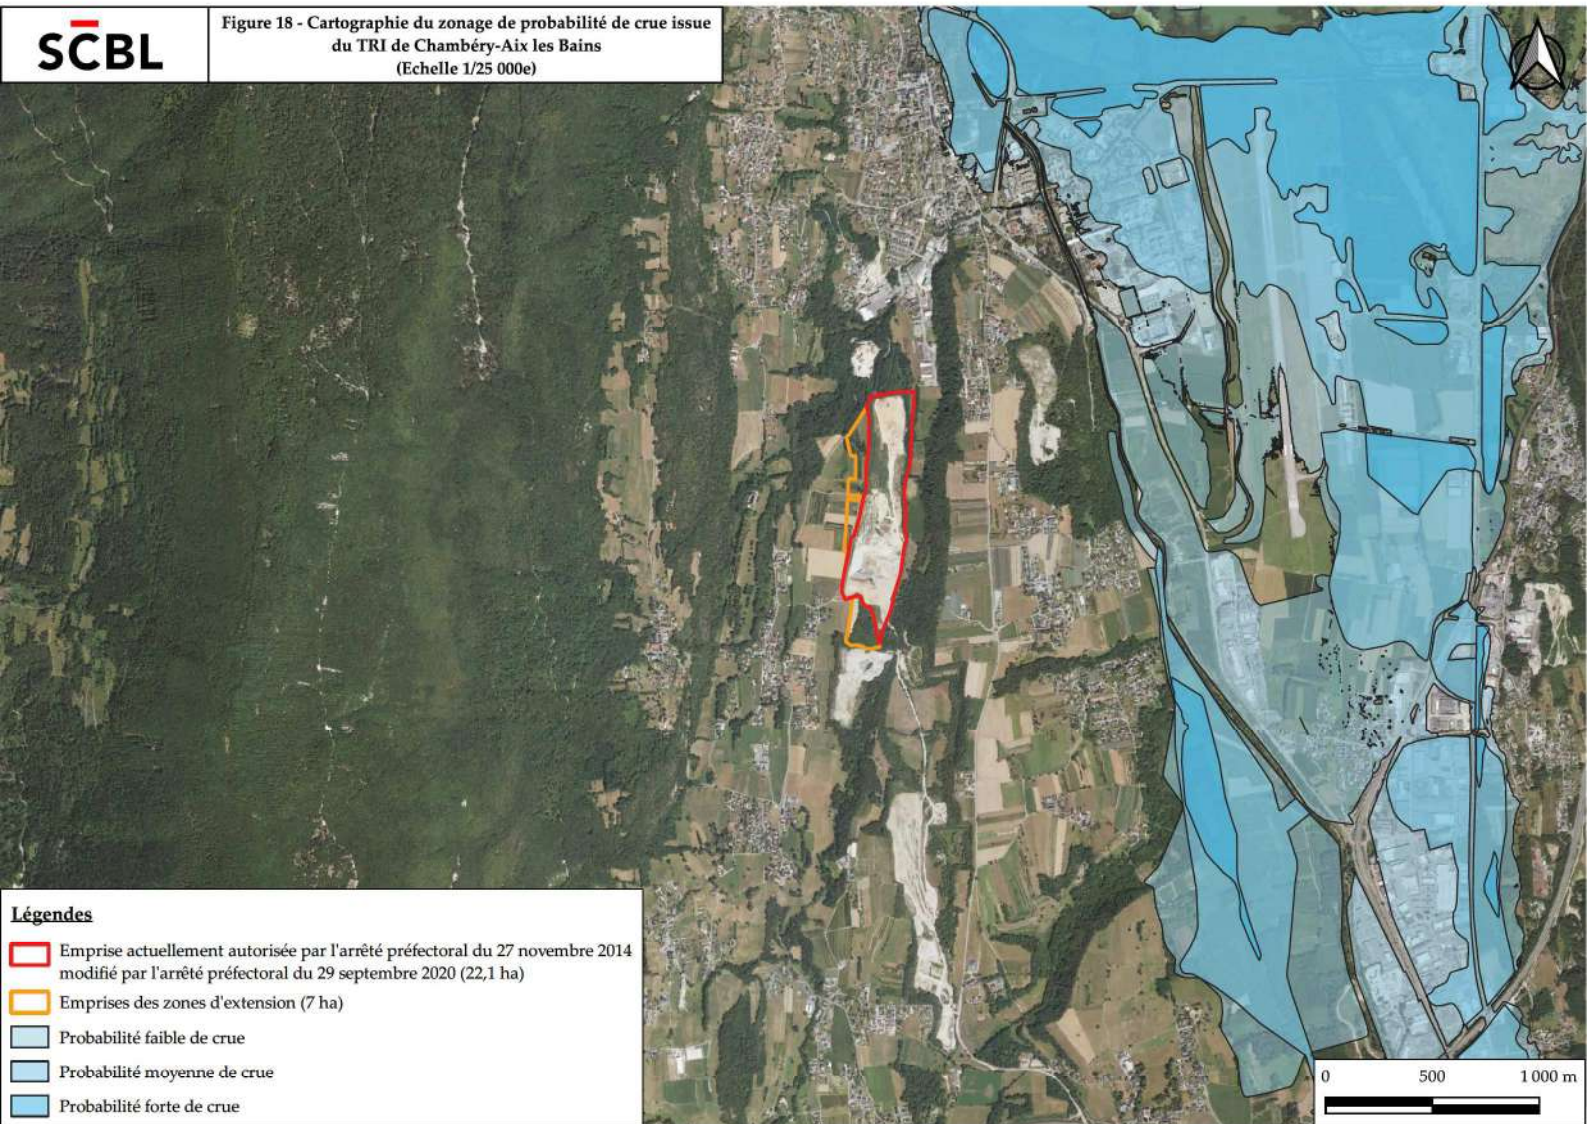 SCBL
Figure 18 - Cartographie du zonage de probabilité de crue issue
du TRI de Chambéry-Aix les Bains
(Echelle 1/25 000e)
Légendes
Emprise actuellement autorisée par l'arrêté préfectoral du 27 novembre 2014
modifié par l'arrêté préfectoral du 29 septembre 2020 (22,1 ha)
Emprises des zones d'extension (7 ha)
Probabilité faible de crue
Probabilité moyenne de crue
Probabilité forte de crue
0 500 1 000 m